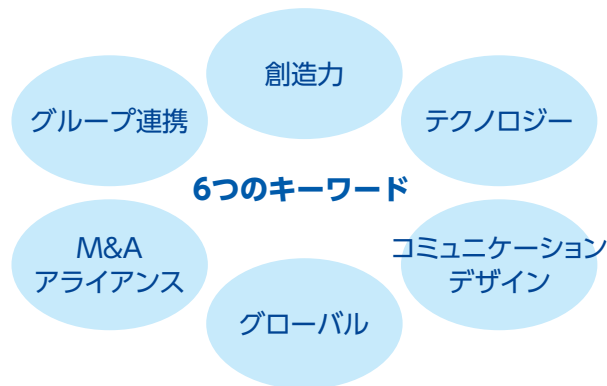 創造力
グループ連携
テクノロジー
6つのキーワード
M&A
アライアンス
コミュニケーション
デザイン
グローバル